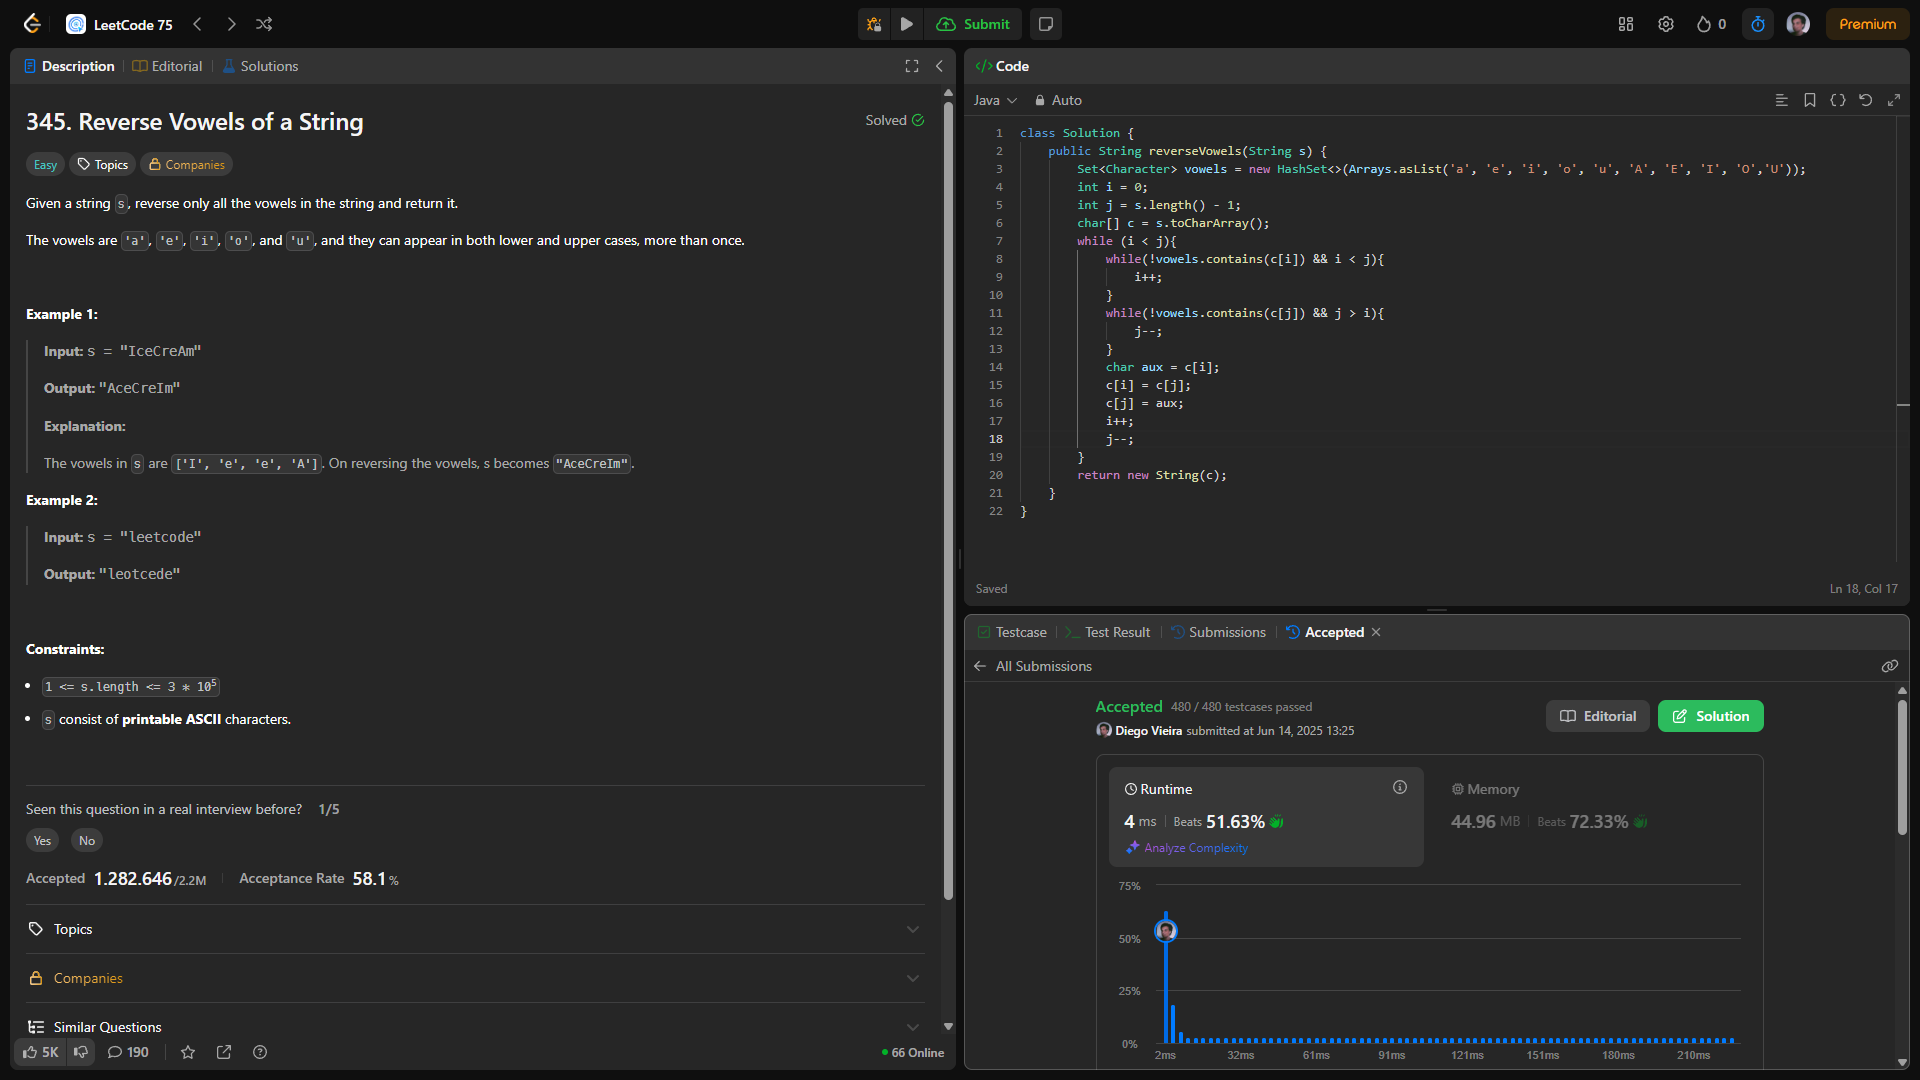 LeetCode 75
Submit
0
Premium
Description
Editorial
Solutions
345. Reverse Vowels of a String
Solved
Easy
Topics
Companies
Given a string s, reverse only all the vowels in the string and return it.
The vowels are 'a', 'e', 'i', 'o', and 'u', and they can appear in both lower and upper cases, more than once.
Example 1:
Input: s = "IceCreAm"
Output: "AceCreIm"
Explanation:
The vowels in s are ['I', 'e', 'e', 'A']. On reversing the vowels, s becomes "AceCreIm".
Example 2:
Input: s = "leetcode"
Output: "leotcede"
Constraints:
1 <= s.length <= 3 * 10⁵
s consist of printable ASCII characters.
Seen this question in a real interview before? 1/5
Yes
No
Accepted 1.282.646/2.2M
Acceptance Rate 58.1 %
Topics
Companies
Similar Questions
5K
190
66 Online
</> Code
Java
Auto
1 class Solution {
2 public String reverseVowels(String s) {
3 Set<Character> vowels = new HashSet<>(Arrays.asList('a', 'e', 'i', 'o', 'u', 'A', 'E', 'I', 'O','U'));
4 int i = 0;
5 int j = s.length() - 1;
6 char[] c = s.toCharArray();
7 while (i < j){
8 while(!vowels.contains(c[i]) && i < j){
9 i++;
10 }
11 while(!vowels.contains(c[j]) && j > i){
12 j--;
13 }
14 char aux = c[i];
15 c[i] = c[j];
16 c[j] = aux;
17 i++;
18 j--;
19 }
20 return new String(c);
21 }
22 }
Saved
Ln 18, Col 17
Testcase
Test Result
Submissions
Accepted
All Submissions
Accepted 480 / 480 testcases passed
Diego Vieira submitted at Jun 14, 2025 13:25
Editorial
Solution
Runtime
4 ms
Beats 51.63%
Analyze Complexity
Memory
44.96 MB
Beats 72.33%
75%
50%
25%
0%
2ms
32ms
61ms
91ms
121ms
151ms
180ms
210ms